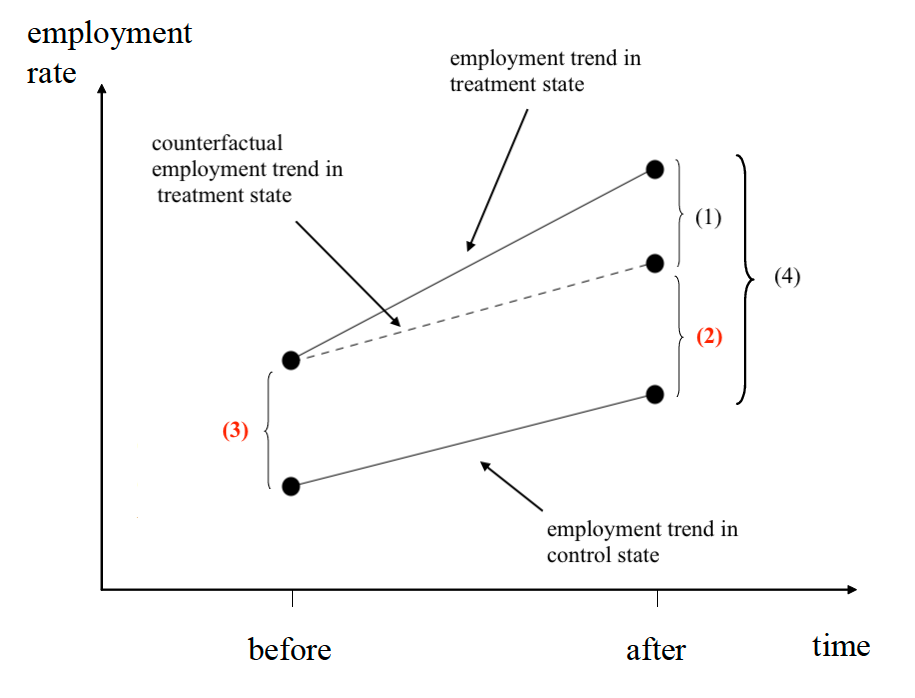 employment
rate
employment trend in
treatment state
counterfactual
employment trend in
treatment state
(1)
(4)
(2)
(3)
employment trend in
control state
before
after
time